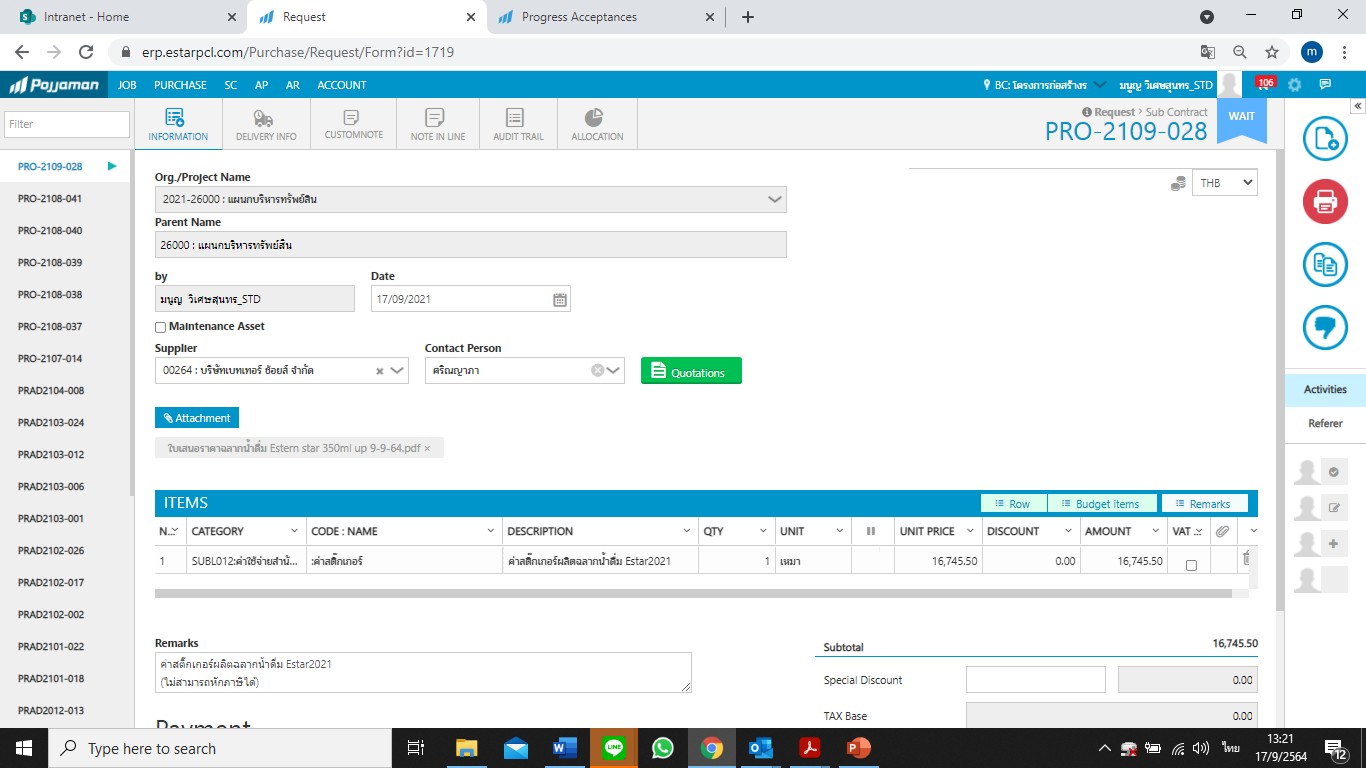 Intranet - Home
Request
Progress Acceptances
erp.estarpcl.com/Purchase/Request/Form?id=1719
m
Pojjaman
JOB PURCHASE SC AP AR ACCOUNT
BC: โครงการก่อสร้างร
มนูญ วิเศษสุนทร_STD
106
Filter
INFORMATION
DELIVERY INFO
CUSTOMNOTE
NOTE IN LINE
AUDIT TRAIL
ALLOCATION
Request > Sub Contract
PRO-2109-028
WAIT
PRO-2109-028
PRO-2108-041
PRO-2108-040
PRO-2108-039
PRO-2108-038
PRO-2108-037
PRO-2107-014
PRAD2104-008
PRAD2103-024
PRAD2103-012
PRAD2103-006
PRAD2103-001
PRAD2102-026
PRAD2102-017
PRAD2102-002
PRAD2101-022
PRAD2101-018
PRAD2012-013
Org./Project Name
2021-26000 : แผนกบริหารทรัพย์สิน
THB
Parent Name
26000 : แผนกบริหารทรัพย์สิน
by Date
มนูญ วิเศษสุนทร_STD 17/09/2021
Maintenance Asset
Supplier Contact Person
00264 : บริษัทเบทเทอร์ ช้อยส์ จำกัด ศรีณญาภา Quotations
Attachment
ใบเสนอราคาฉลากน้ำดื่ม Estern star 350ml up 9-9-64.pdf ×
ITEMS Row Budget items Remarks
N... CATEGORY CODE : NAME DESCRIPTION QTY UNIT UNIT PRICE DISCOUNT AMOUNT VAT ...
1 SUBL012:ค่าใช้จ่ายสำนั... :ค่าสติ๊กเกอร์ ค่าสติ๊กเกอร์ผลิตฉลากน้ำดื่ม Estar2021 1 เหมา 16,745.50 0.00 16,745.50
Remarks
ค่าสติ๊กเกอร์ผลิตฉลากน้ำดื่ม Estar2021
(ไม่สามารถหักภาษีได้)
Subtotal 16,745.50
Special Discount 0.00
TAX Base 0.00
Payment
Activities
Referer
Type here to search
ไทย
13:21
17/9/2564
12